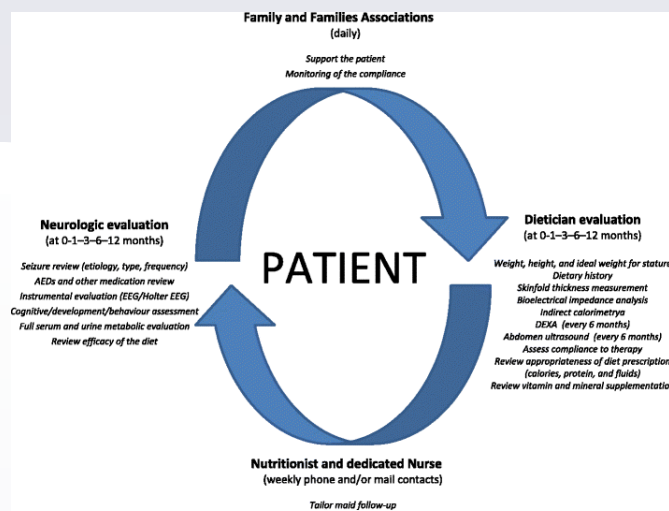 Family and Families Associations
(daily)
Support the patient
Monitoring of the compliance
Neurologic evaluation
(at 0-1–3–6–12 months)
Seizure review (etiology, type, frequency)
AEDs and other medication review
Instrumental evaluation (EEG/Holter EEG)
Cognitive/development/behaviour assessment
Full serum and urine metabolic evaluation
Review efficacy of the diet
PATIENT
Dietician evaluation
(at 0-1–3–6–12 months)
Weight, height, and ideal weight for stature
Dietary history
Skinfold thickness measurement
Bioelectrical impedance analysis
Indirect calorimetrya
DEXA (every 6 months)
Abdomen ultrasound (every 6 months)
Assess compliance to therapy
Review appropriateness of diet prescription
(calories, protein, and fluids)
Review vitamin and mineral supplementation
Nutritionist and dedicated Nurse
(weekly phone and/or mail contacts)
Tailor maid follow-up